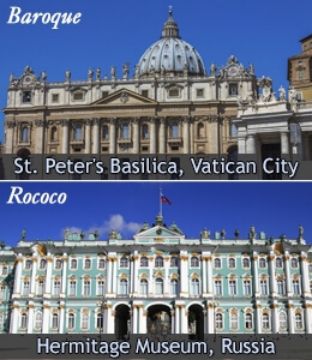 Baroque
St. Peter's Basilica, Vatican City
Rococo
Hermitage Museum, Russia